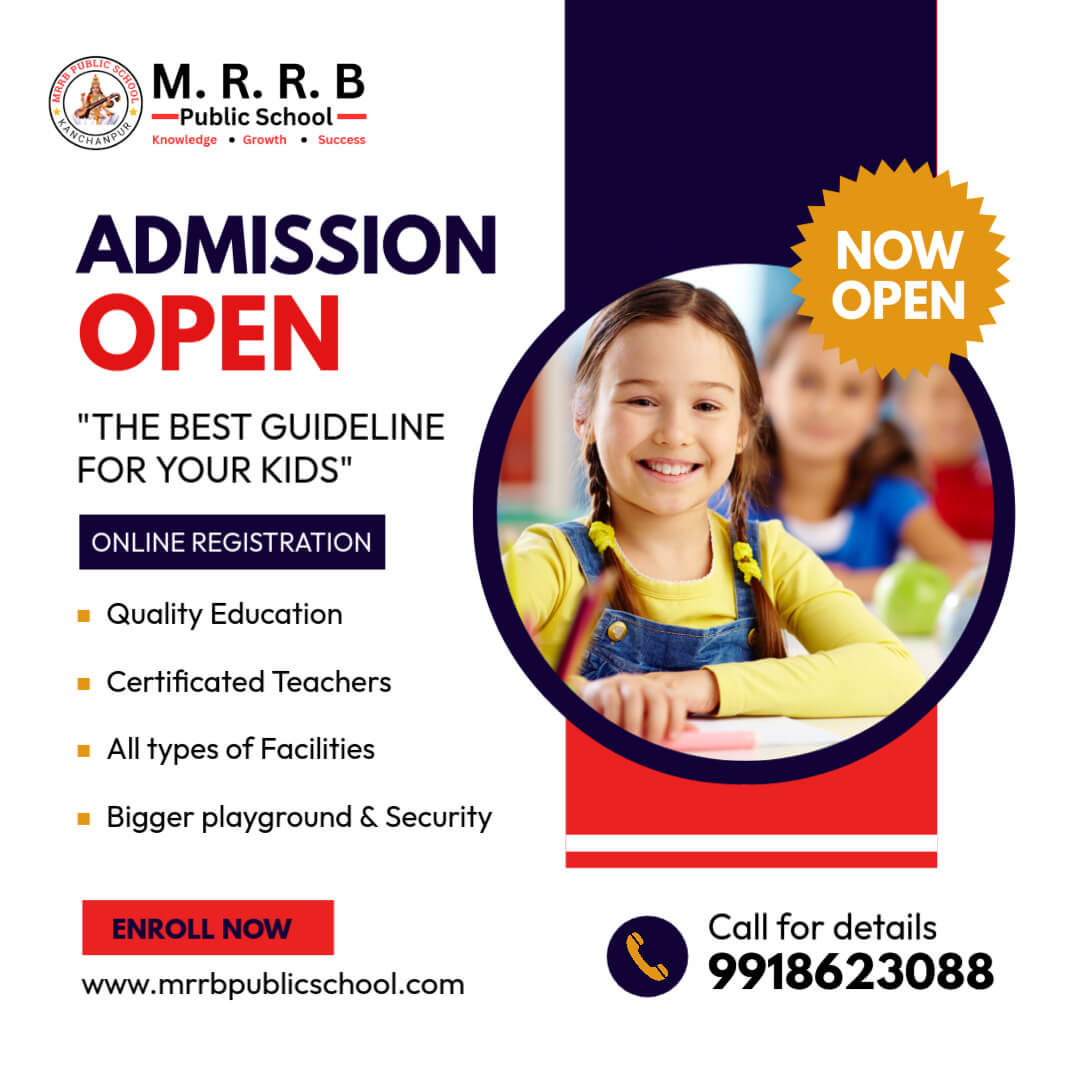 MRRB PUBLIC SCHOOL
KANCHANPUR
M. R. R. B
Public School
Knowledge • Growth • Success
ADMISSION
OPEN
NOW
OPEN
"THE BEST GUIDELINE
FOR YOUR KIDS"
ONLINE REGISTRATION
Quality Education
Certificated Teachers
All types of Facilities
Bigger playground & Security
ENROLL NOW
www.mrrbpublicschool.com
Call for details
9918623088